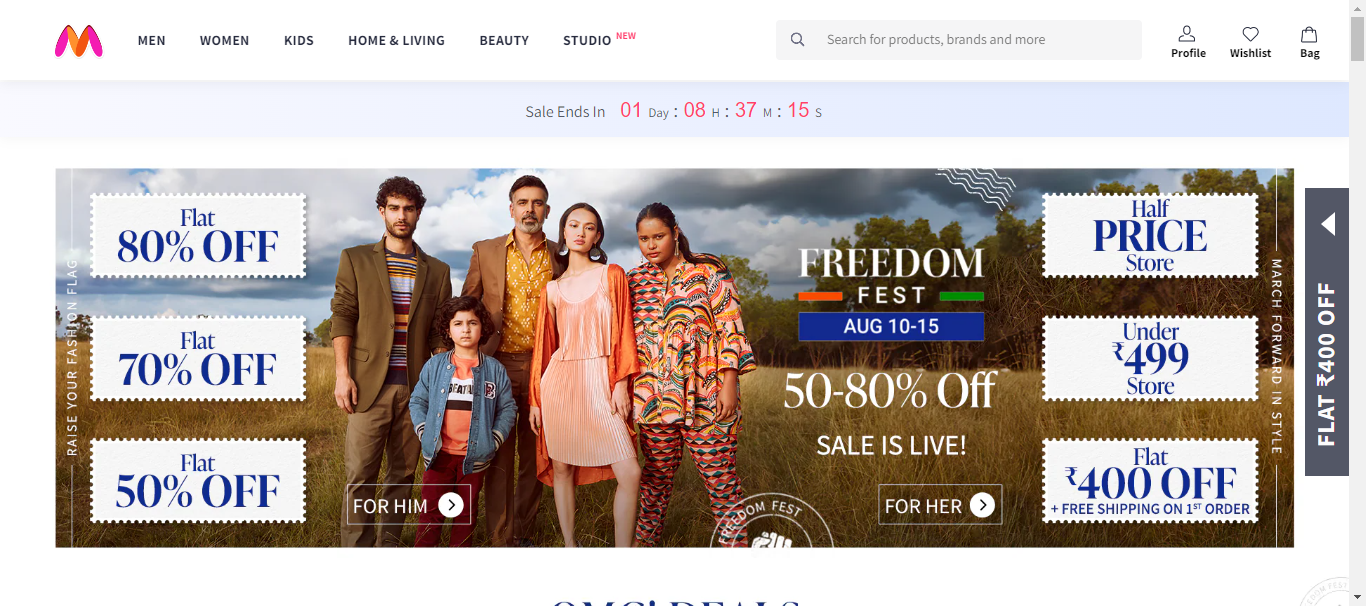 MEN WOMEN KIDS HOME & LIVING BEAUTY STUDIO NEW
Search for products, brands and more
Profile Wishlist Bag
Sale Ends In 01 Day : 08 H : 37 M : 15 S
RAISE YOUR FASHION FLAG
Flat
80% OFF
Flat
70% OFF
Flat
50% OFF
FOR HIM
FREEDOM
FEST
AUG 10-15
50-80% Off
SALE IS LIVE!
FOR HER
FREEDOM FEST
Half
PRICE
Store
Under
₹499
Store
Flat
₹400 OFF
+ FREE SHIPPING ON 1ST ORDER
MARCH FORWARD IN STYLE
FLAT ₹400 OFF